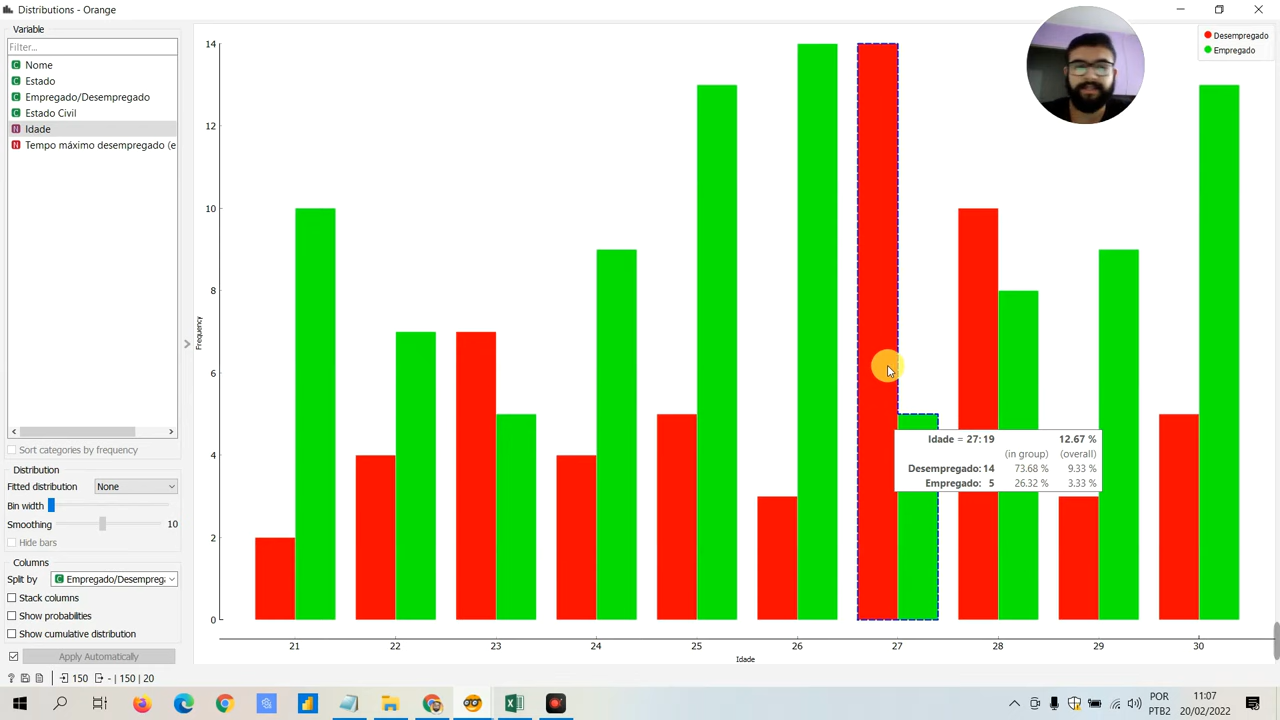 Distributions - Orange
Variable
Filter...
C Nome
C Estado
C Empregado/Desempregado
C Estado Civil
N Idade
N Tempo máximo desempregado (e
Sort categories by frequency
Distribution
Fitted distribution None
Bin width
Smoothing 10
Hide bars
Columns
Split by C Empregado/Desempreg
Stack columns
Show probabilities
Show cumulative distribution
Apply Automatically
150 - | 150 | 20
Desempregado
Empregado
14
12
10
8
6
4
2
0
Frequency
21 22 23 24 25 26 27 28 29 30
Idade
Idade = 27: 19 12.67 %
(in group) (overall)
Desempregado: 14 73.68 % 9.33 %
Empregado: 5 26.32 % 3.33 %
POR
PTB2
11:07
20/02/2022